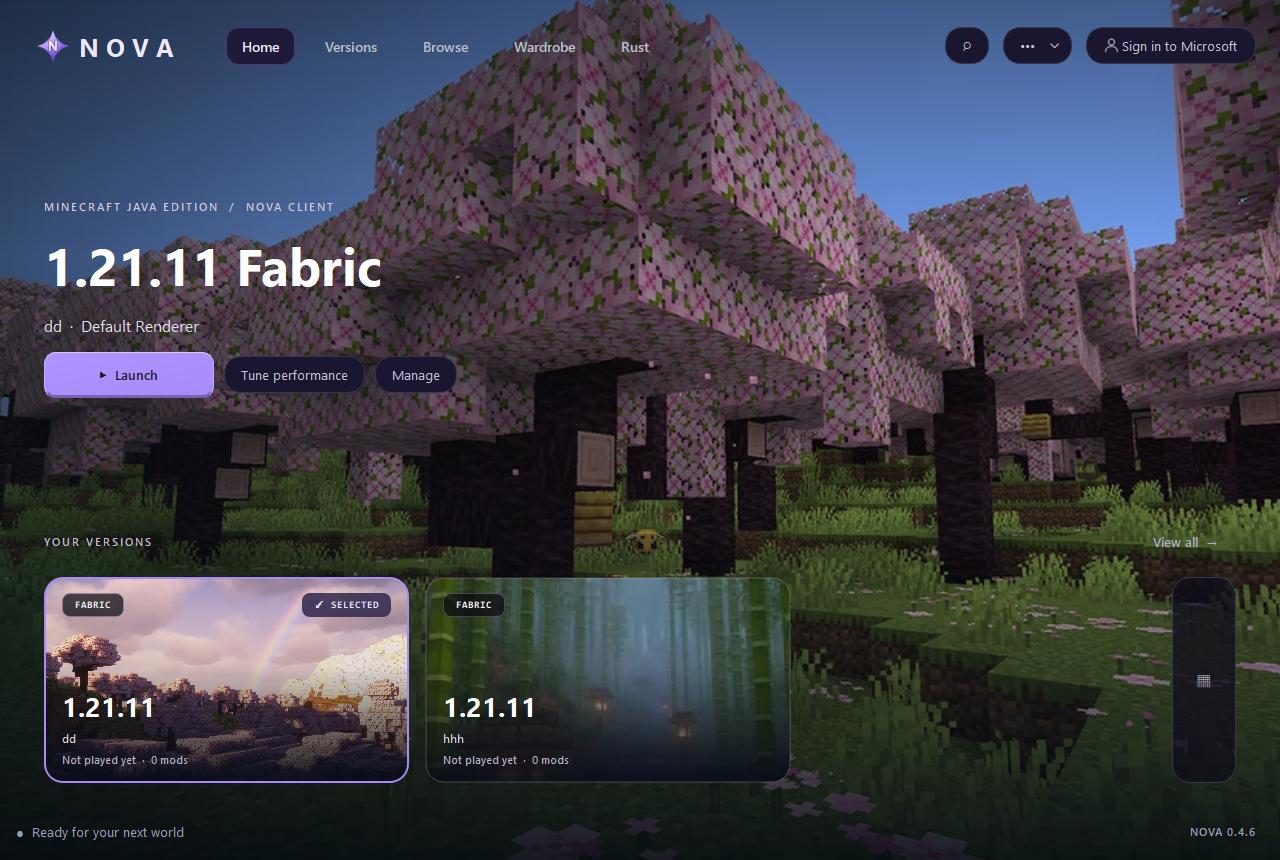 N NOVA
Home Versions Browse Wardrobe Rust
••• Sign in to Microsoft
MINECRAFT JAVA EDITION / NOVA CLIENT
1.21.11 Fabric
dd · Default Renderer
Launch Tune performance Manage
YOUR VERSIONS
View all →
FABRIC ✓ SELECTED
1.21.11
dd
Not played yet · 0 mods
FABRIC
1.21.11
hhh
Not played yet · 0 mods
Ready for your next world
NOVA 0.4.6